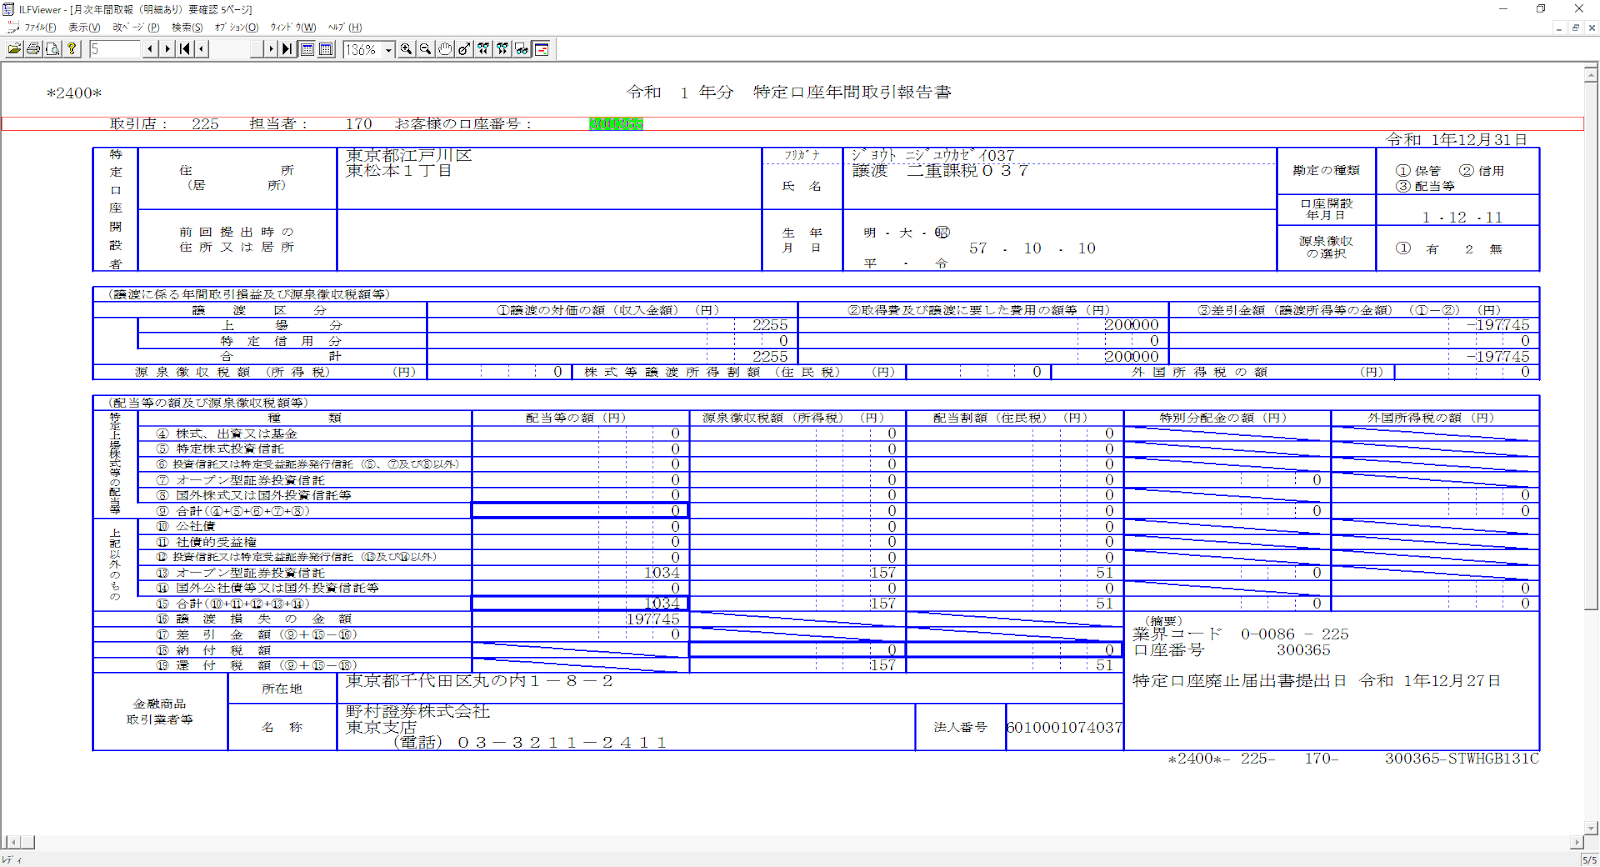 ILFViewer - [月次年間取報（明細あり）要確認 5ページ]
ファイル(F) 表示(V) 改ページ(P) 検索(S) オプション(O) ウィンドウ(W) ヘルプ(H)
5 136%
*2400* 令和 1 年分 特定口座年間取引報告書
取引店： 225 担当者： 170 お客様の口座番号：
令和 1年12月31日
特定口座開設者
住所（居所）
東京都江戸川区
東松本１丁目
フリガナ ｼﾞﾖｳﾄ ﾆｼﾞﾕｳｶｾﾞｲ037
氏名 譲渡 二重課税０３７
勘定の種類 ① 保管 ② 信用
③ 配当等
口座開設年月日 1 - 12 - 11
前回提出時の住所又は居所
生年月日 明・大・昭
57 . 10 . 10
平 ・ 令
源泉徴収の選択 ① 有 2 無
（譲渡に係る年間取引損益及び源泉徴収税額等）
譲渡区分 ①譲渡の対価の額（収入金額）（円） ②取得費及び譲渡に要した費用の額等（円） ③差引金額（譲渡所得等の金額）（①－②）（円）
上場分 2255 200000 -197745
特定信用分 0 0 0
合計 2255 200000 -197745
源泉徴収税額（所得税）（円） 0 株式等譲渡所得割額（住民税）（円） 0 外国所得税の額（円） 0
（配当等の額及び源泉徴収税額等）
種類 配当等の額（円） 源泉徴収税額（所得税）（円） 配当割額（住民税）（円） 特別分配金の額（円） 外国所得税の額（円）
特定上場株式等の配当等
④ 株式、出資又は基金 0 0 0
⑤ 特定株式投資信託 0 0 0
⑥ 投資信託又は特定受益証券発行信託（⑤、⑦及び⑧以外） 0 0 0
⑦ オープン型証券投資信託 0 0 0 0
⑧ 国外株式又は国外投資信託等 0 0 0 0
⑨ 合計(④+⑤+⑥+⑦+⑧) 0 0 0 0 0
上記以外のもの
⑩ 公社債 0 0 0
⑪ 社債的受益権 0 0 0
⑫ 投資信託又は特定受益証券発行信託（⑬及び⑭以外） 0 0 0
⑬ オープン型証券投資信託 1034 157 51 0
⑭ 国外公社債等又は国外投資信託等 0 0 0 0
⑮ 合計(⑩+⑪+⑫+⑬+⑭) 1034 157 51 0 0
⑯ 譲渡損失の金額 197745
⑰ 差引金額（⑨＋⑮－⑯） 0
⑱ 納付税額 0 0
⑲ 還付税額（⑨＋⑮－⑱） 157 51
（摘要）
業界コード 0-0086 - 225
口座番号 300365
特定口座廃止届出書提出日 令和 1年12月27日
金融商品取引業者等
所在地 東京都千代田区丸の内１－８－２
名称 野村證券株式会社
東京支店
（電話）０３－３２１１－２４１１
法人番号 6010001074037
*2400*- 225- 170- 300365-STWHGB131C
レディ 5/5